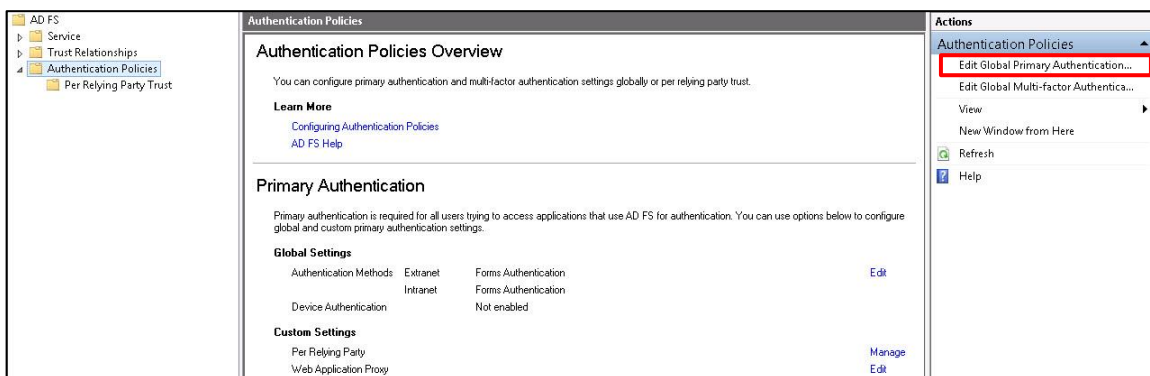 AD FS
Service
Trust Relationships
Authentication Policies
Per Relying Party Trust
Authentication Policies
Authentication Policies Overview
You can configure primary authentication and multi-factor authentication settings globally or per relying party trust.
Learn More
Configuring Authentication Policies
AD FS Help
Primary Authentication
Primary authentication is required for all users trying to access applications that use AD FS for authentication. You can use options below to configure
global and custom primary authentication settings.
Global Settings
Authentication Methods Extranet Forms Authentication Edit
Intranet Forms Authentication
Device Authentication Not enabled
Custom Settings
Per Relying Party Manage
Web Application Proxy Edit
Actions
Authentication Policies
Edit Global Primary Authentication...
Edit Global Multi-factor Authentica...
View
New Window from Here
Refresh
Help